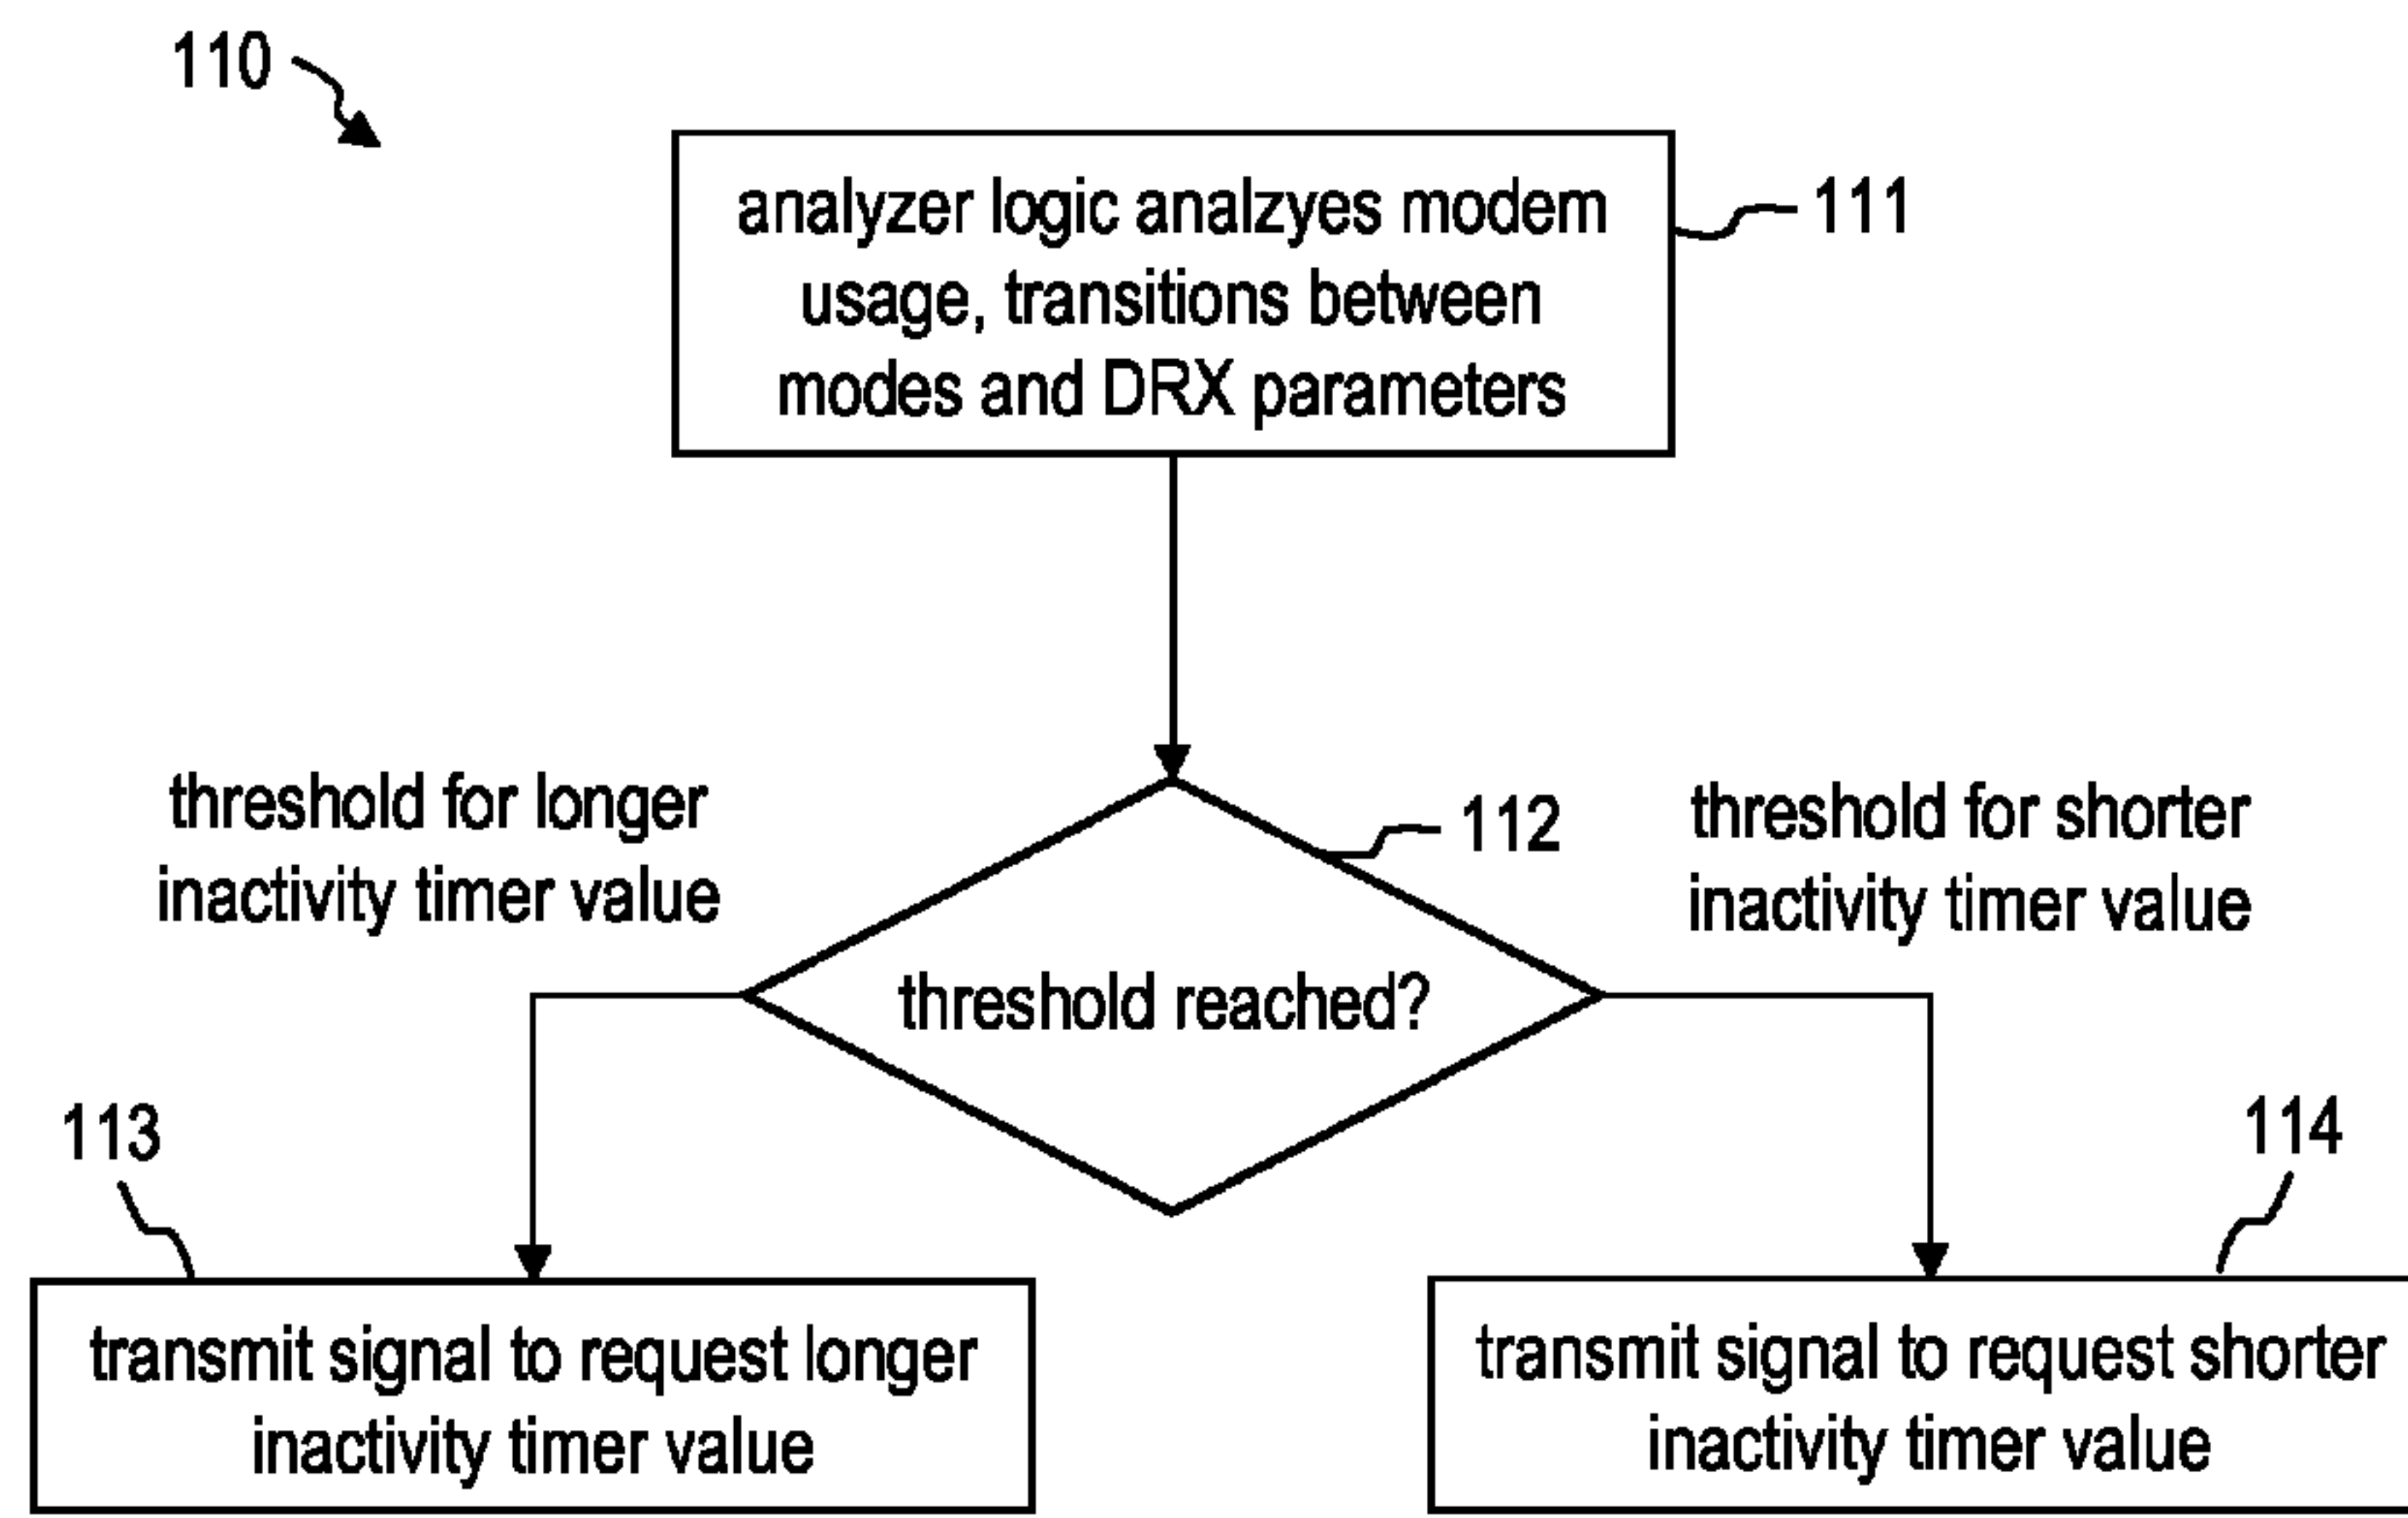 110
analyzer logic analzyes modem
usage, transitions between
modes and DRX parameters
111
threshold for longer
inactivity timer value
112
threshold for shorter
inactivity timer value
threshold reached?
113
114
transmit signal to request longer
inactivity timer value
transmit signal to request shorter
inactivity timer value